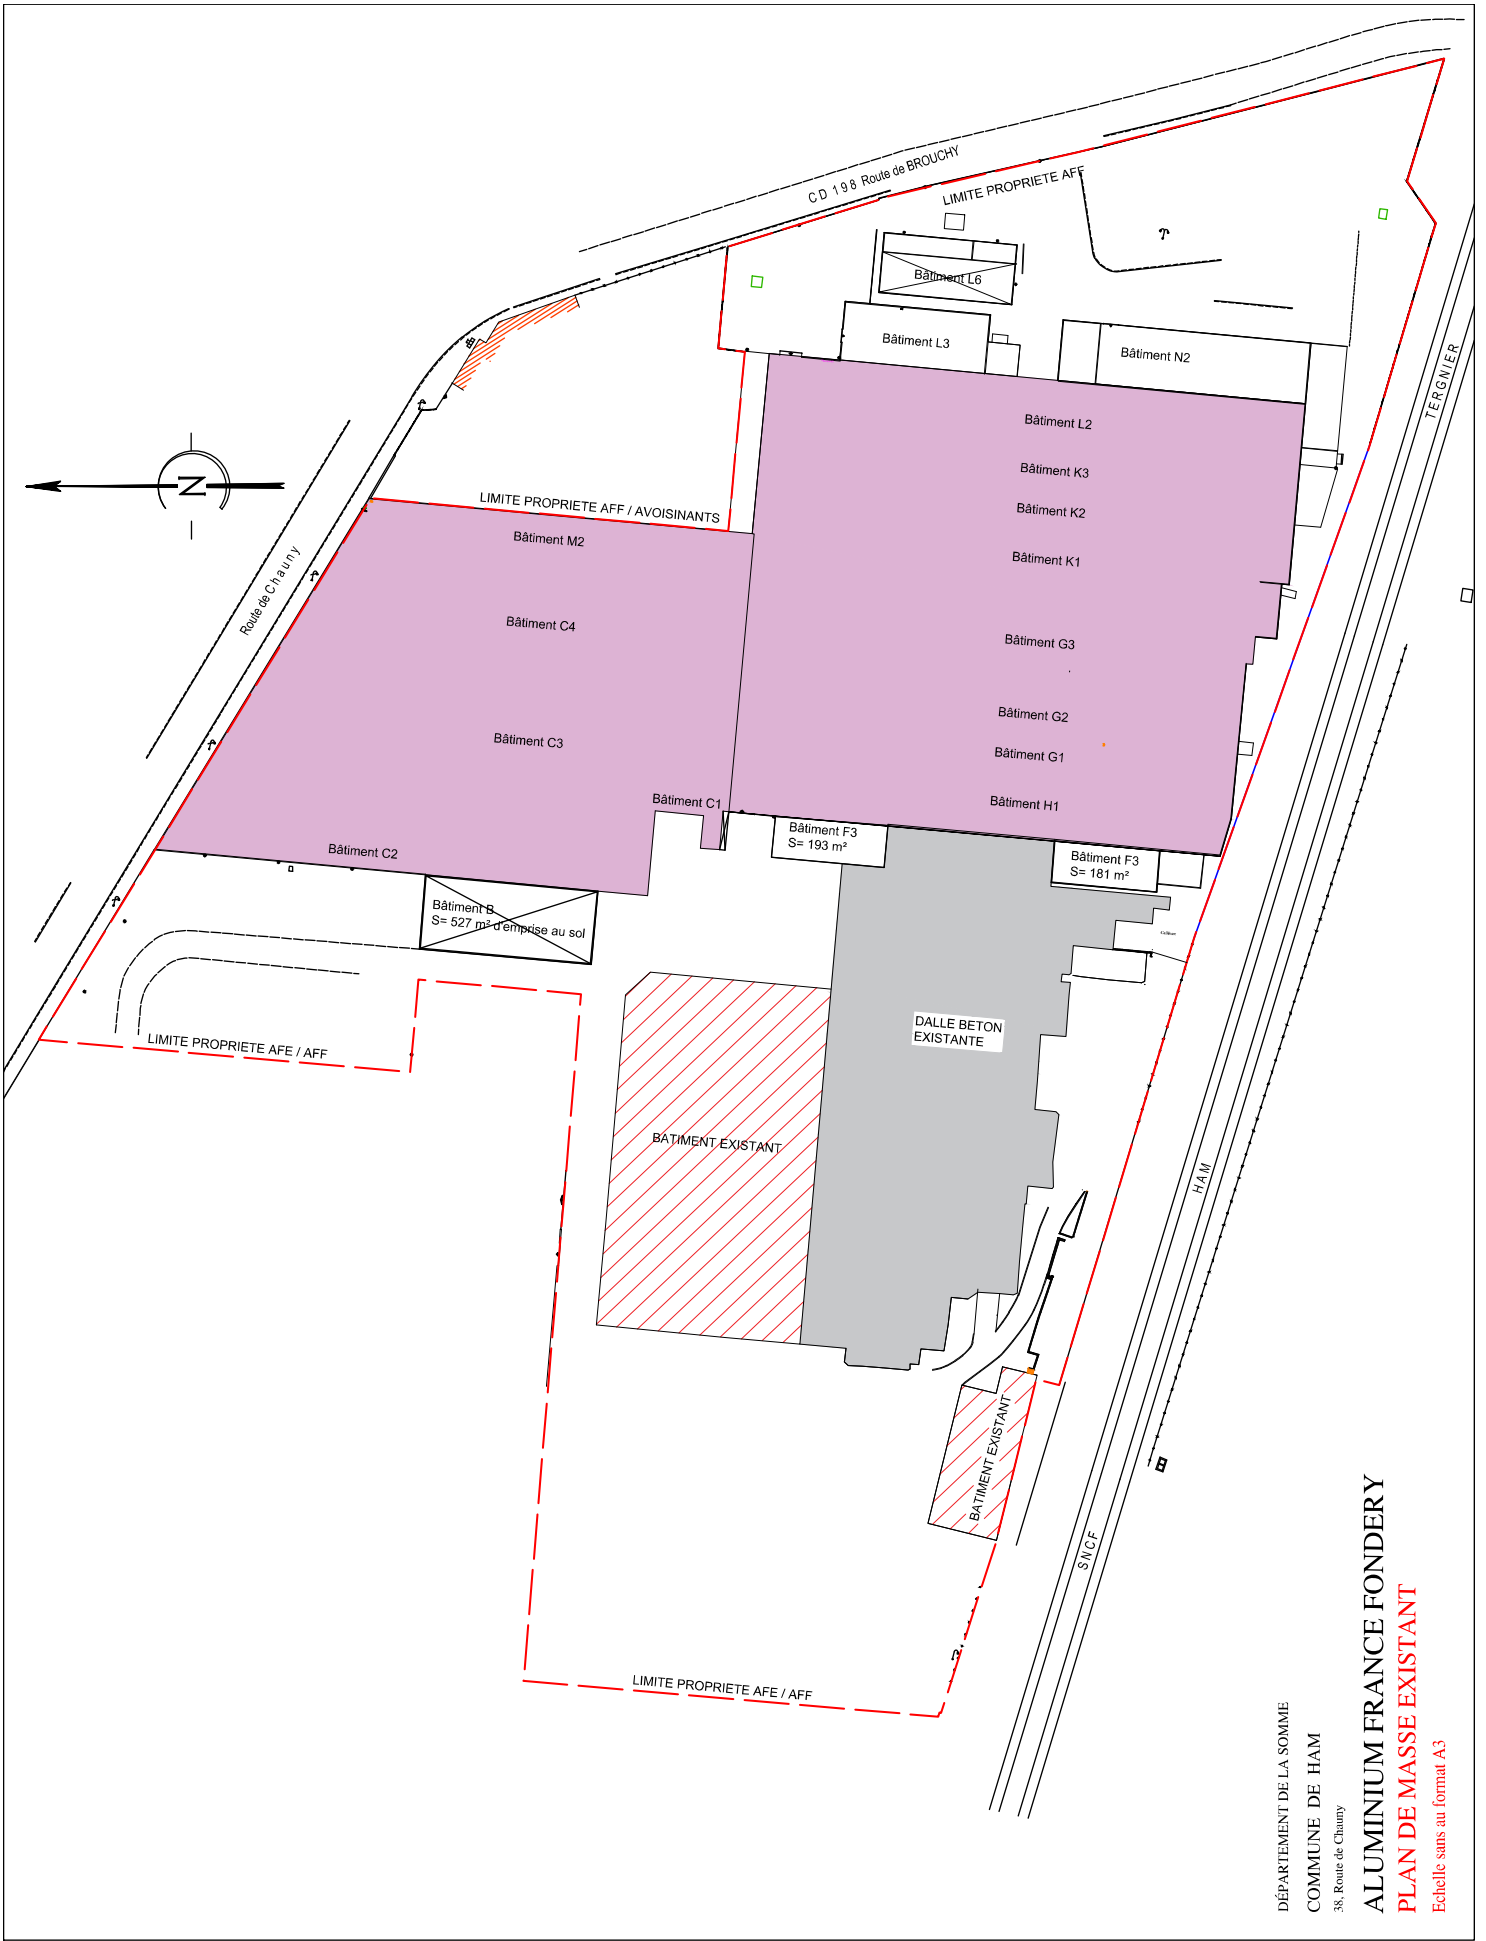 CD 198 Route de BROUCHY
LIMITE PROPRIETE AFF
Bâtiment L6
Bâtiment L3
Bâtiment N2
TERGNIER
Bâtiment L2
Bâtiment K3
Bâtiment K2
Bâtiment K1
N
LIMITE PROPRIETE AFF / AVOISINANTS
Bâtiment M2
Route de Chauny
Bâtiment C4
Bâtiment G3
Bâtiment G2
Bâtiment C3
Bâtiment G1
Bâtiment C1
Bâtiment H1
Bâtiment C2
Bâtiment F3
S= 193 m²
Bâtiment F3
S= 181 m²
Bâtiment B
S= 527 m² d'emprise au sol
DALLE BETON
EXISTANTE
LIMITE PROPRIETE AFE / AFF
BATIMENT EXISTANT
HAM
BATIMENT EXISTANT
SNCF
LIMITE PROPRIETE AFE / AFF
DÉPARTEMENT DE LA SOMME
COMMUNE DE HAM
38, Route de Chauny
ALUMINIUM FRANCE FONDERY
PLAN DE MASSE EXISTANT
Echelle sans au format A3